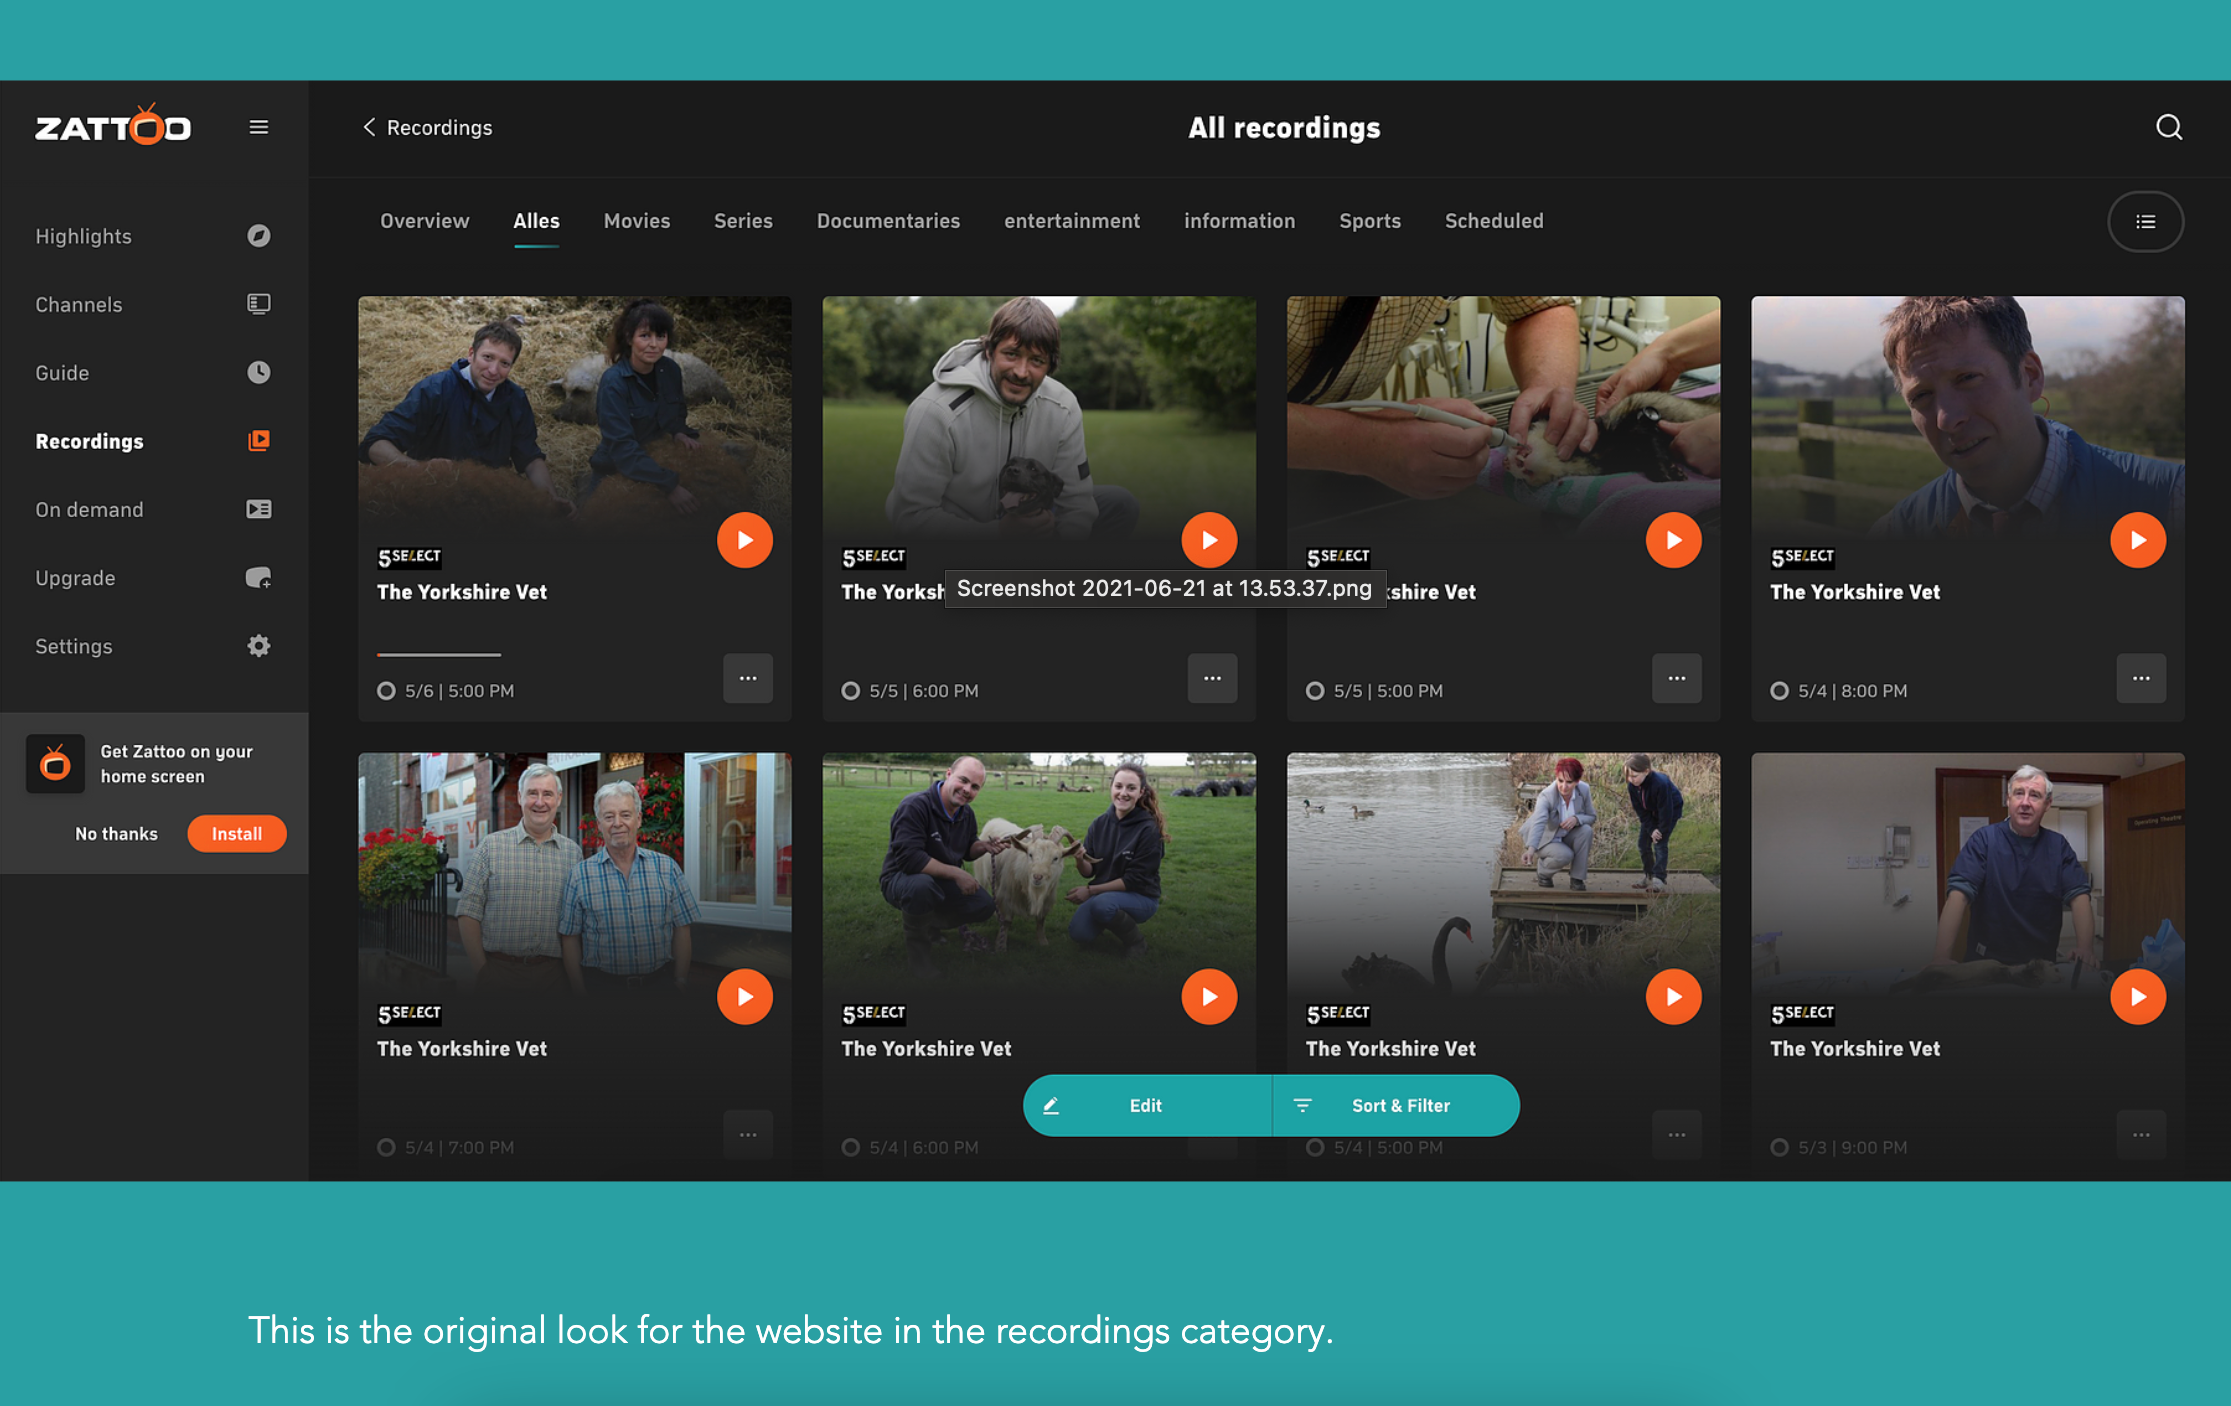 ZATTOO
Recordings
All recordings
Highlights
Channels
Guide
Recordings
On demand
Upgrade
Settings
Get Zattoo on your
home screen
No thanks
Install
Overview Alles Movies Series Documentaries entertainment information Sports Scheduled
5SELECT
The Yorkshire Vet
5/6 | 5:00 PM
5SELECT
The Yorksh
5/5 | 6:00 PM
Screenshot 2021-06-21 at 13.53.37.png
5SELECT
shire Vet
5/5 | 5:00 PM
5SELECT
The Yorkshire Vet
5/4 | 8:00 PM
5SELECT
The Yorkshire Vet
5/4 | 7:00 PM
5SELECT
The Yorkshire Vet
5/4 | 6:00 PM
5SELECT
The Yorkshire Vet
5/4 | 5:00 PM
Operating Theatre
5SELECT
The Yorkshire Vet
5/3 | 9:00 PM
Edit
Sort & Filter
This is the original look for the website in the recordings category.